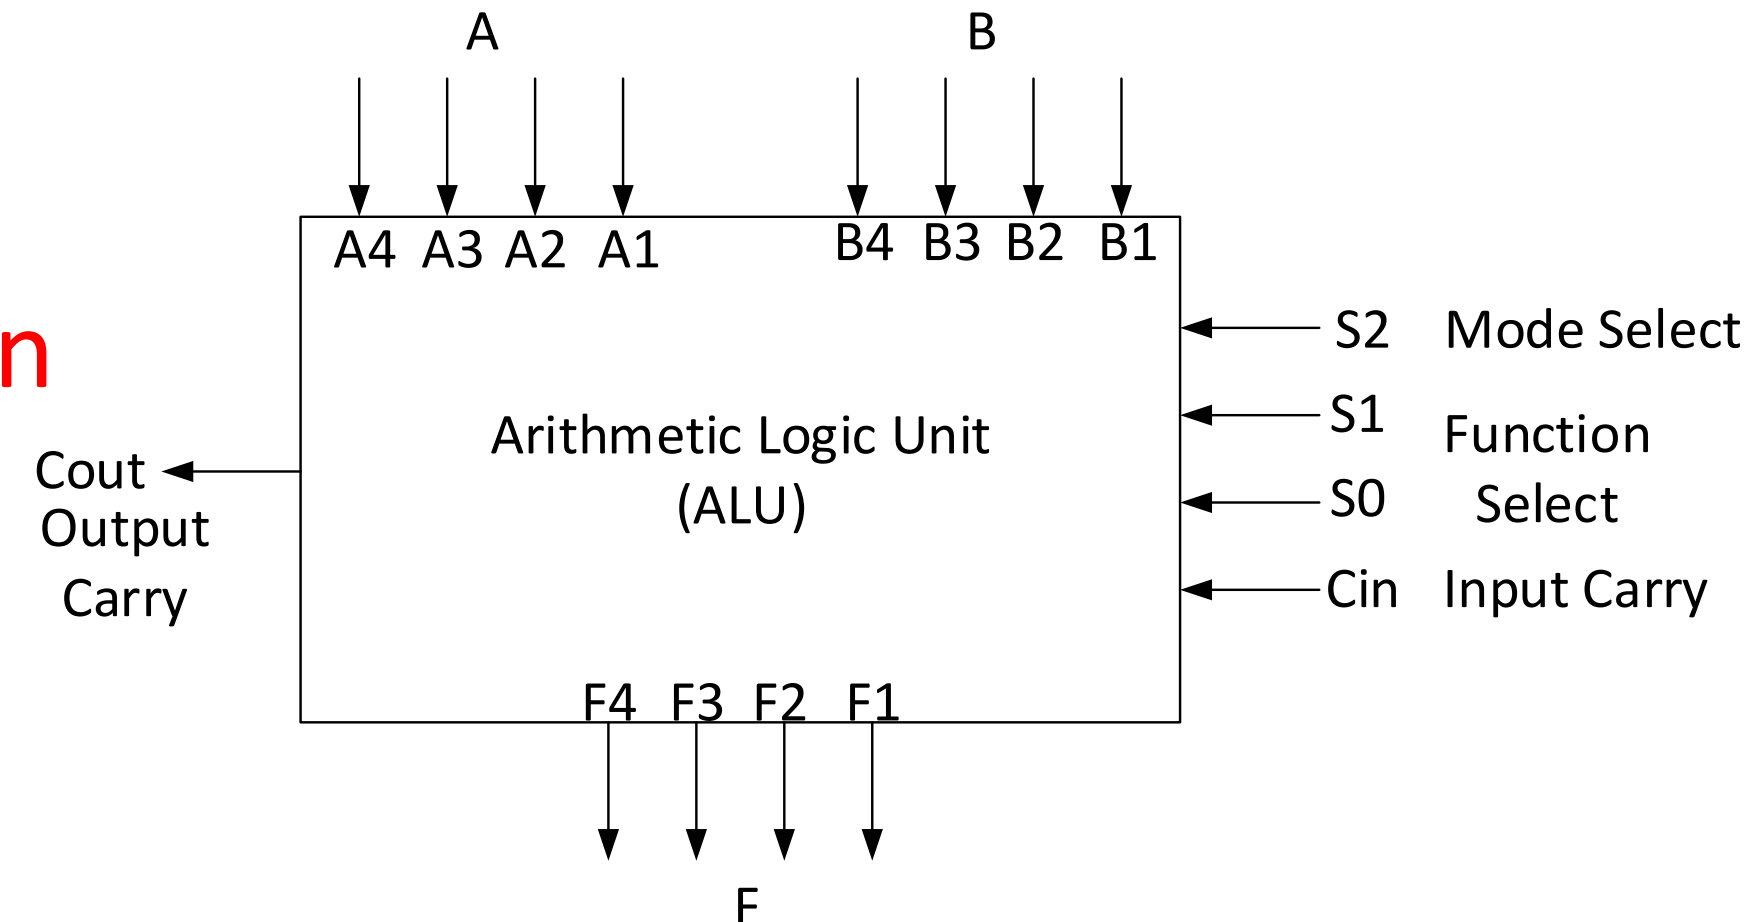 A B
A4 A3 A2 A1 B4 B3 B2 B1
S2 Mode Select
n
S1 Function
Arithmetic Logic Unit
Cout
(ALU)
S0 Select
Output
Cin Input Carry
Carry
F4 F3 F2 F1
F